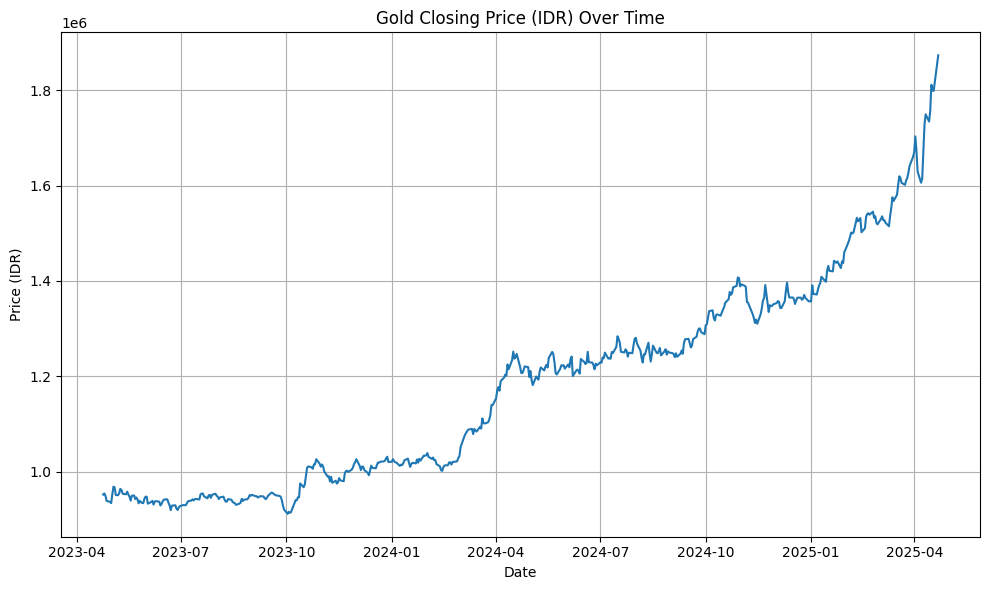 Gold Closing Price (IDR) Over Time
1e6
1.8
1.6
1.4
1.2
1.0
Price (IDR)
2023-04 2023-07 2023-10 2024-01 2024-04 2024-07 2024-10 2025-01 2025-04
Date